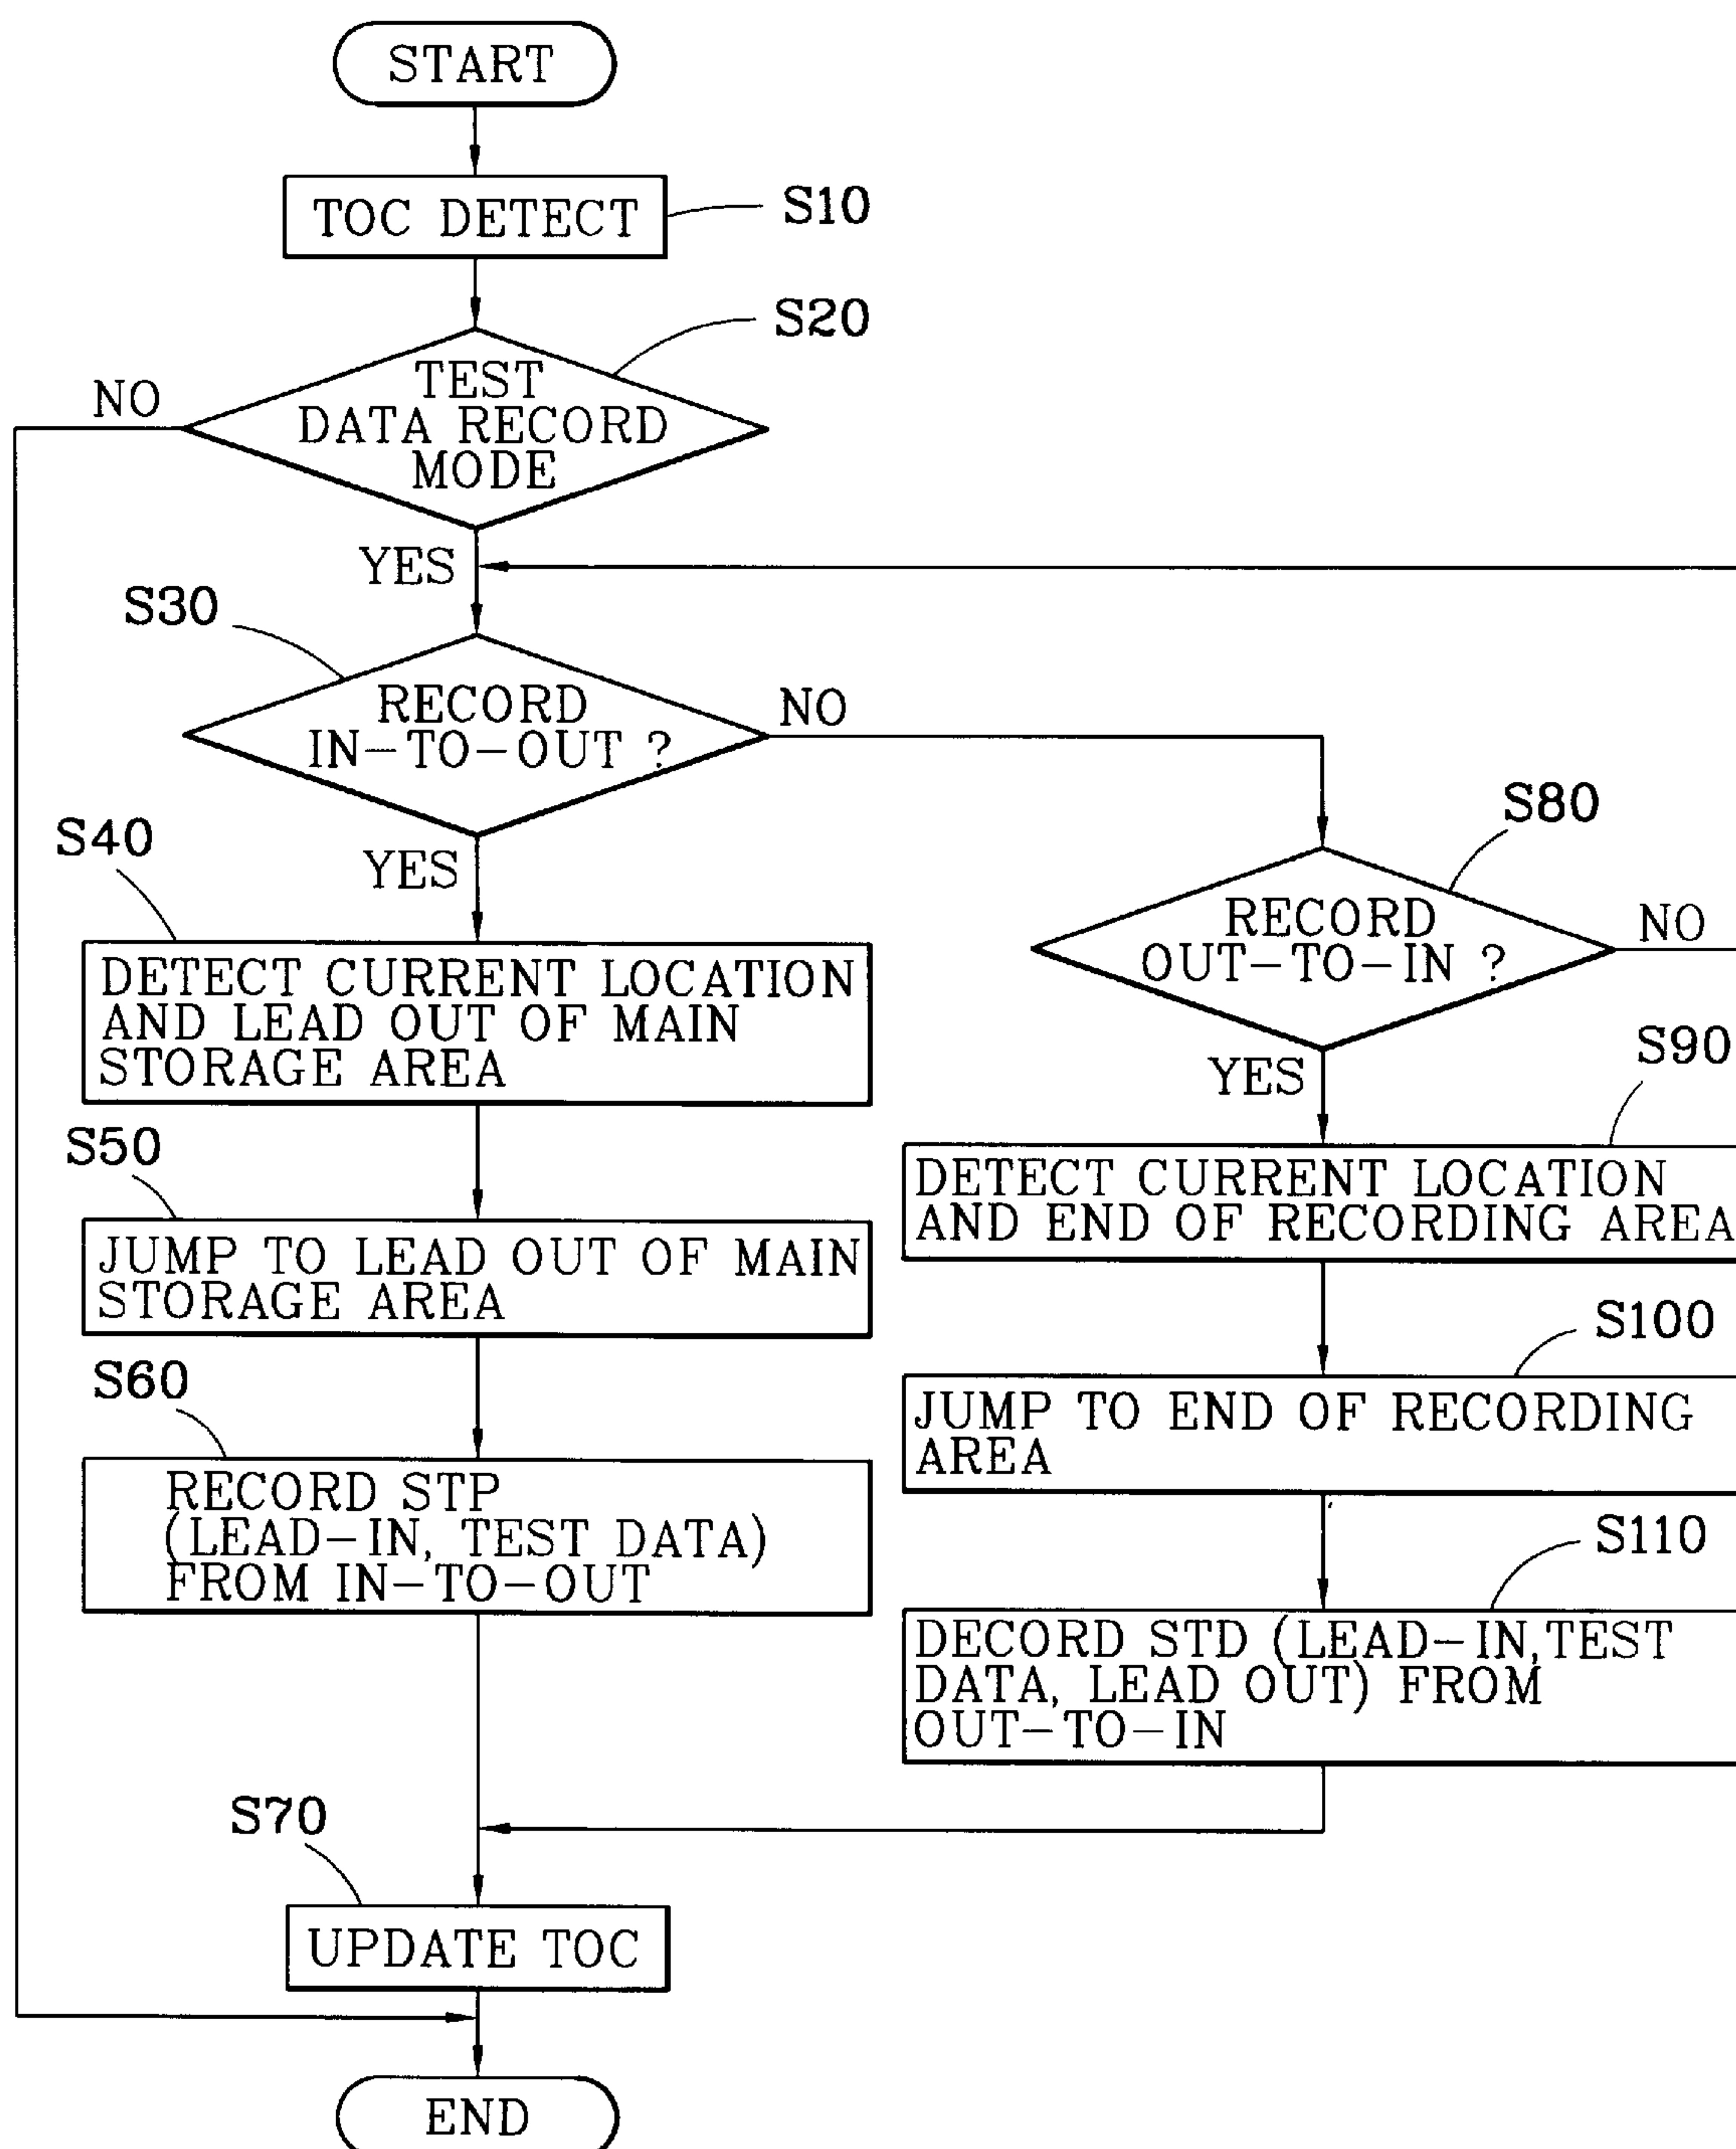 START
TOC DETECT
S10
S20
TEST
DATA RECORD
MODE
NO
YES
S30
RECORD
IN-TO-OUT ?
NO
YES
S40
DETECT CURRENT LOCATION
AND LEAD OUT OF MAIN
STORAGE AREA
S50
JUMP TO LEAD OUT OF MAIN
STORAGE AREA
S60
RECORD STP
(LEAD-IN, TEST DATA)
FROM IN-TO-OUT
S80
RECORD
OUT-TO-IN ?
NO
YES
S90
DETECT CURRENT LOCATION
AND END OF RECORDING AREA
S100
JUMP TO END OF RECORDING
AREA
S110
DECORD STD (LEAD-IN,TEST
DATA, LEAD OUT) FROM
OUT-TO-IN
S70
UPDATE TOC
END